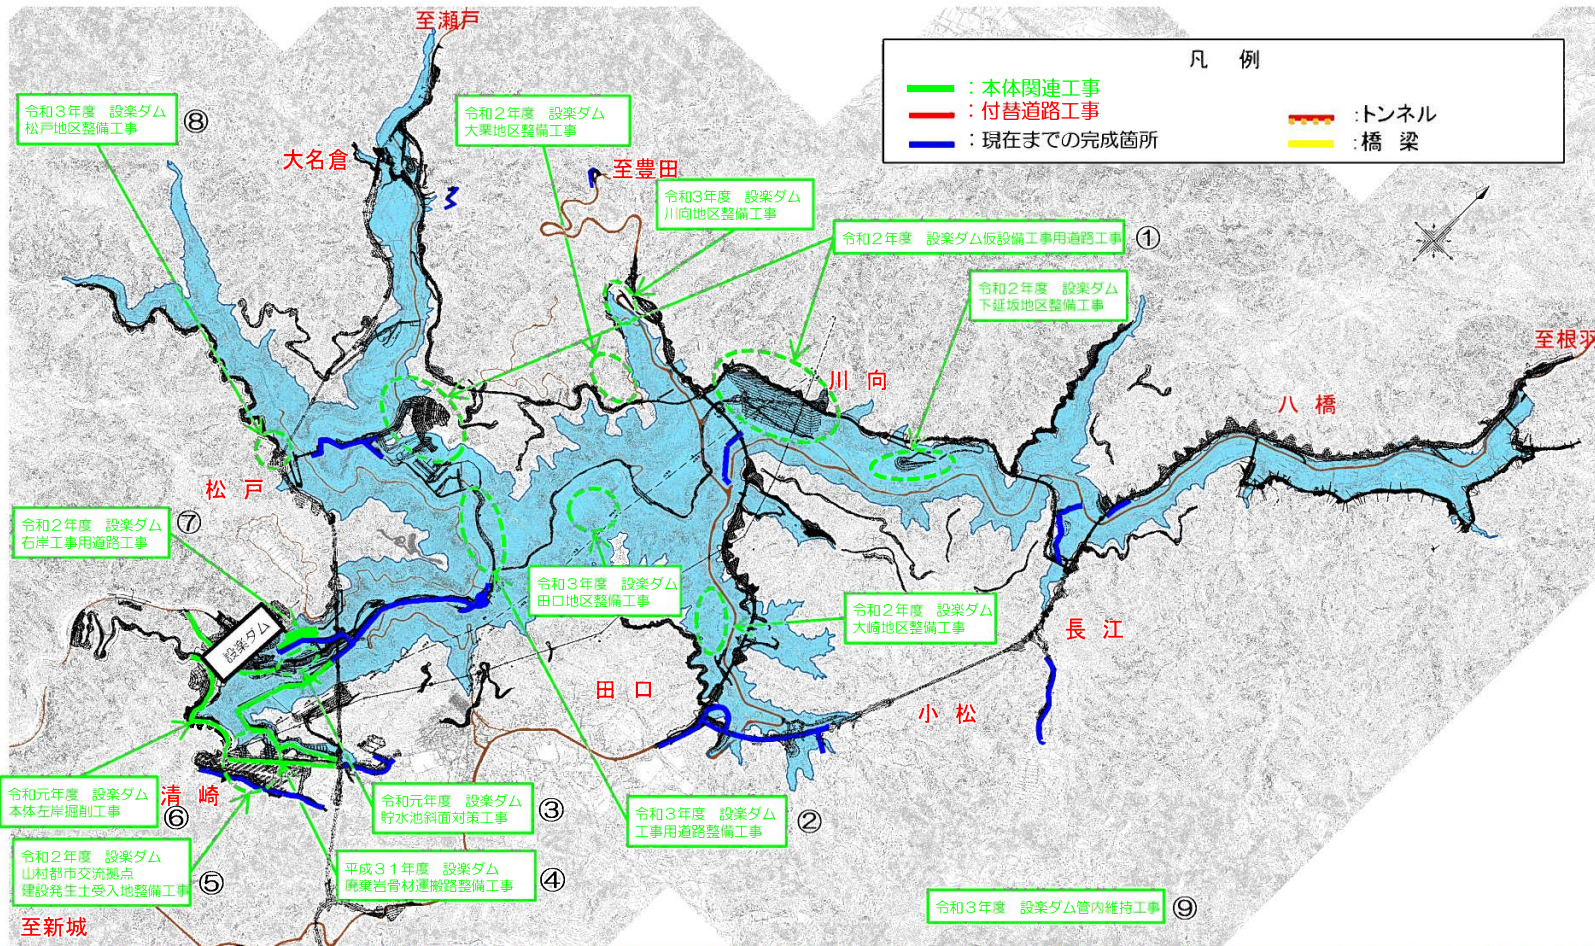 至瀬戸
凡 例
：本体関連工事
：付替道路工事
：現在までの完成箇所
：トンネル
：橋 梁
令和３年度 設楽ダム
松戸地区整備工事
⑧
令和２年度 設楽ダム
大栗地区整備工事
大名倉
至豊田
令和3年度 設楽ダム
川向地区整備工事
令和２年度 設楽ダム仮設備工事用道路工事
①
令和２年度 設楽ダム
下延坂地区整備工事
至根羽
川 向
八 橋
松 戸
令和２年度 設楽ダム
右岸工事用道路工事
⑦
令和３年度 設楽ダム
田口地区整備工事
令和２年度 設楽ダム
大崎地区整備工事
設楽ダム
長 江
田 口
小 松
令和元年度 設楽ダム
本体左岸掘削工事
⑥
清 崎
令和元年度 設楽ダム
貯水池斜面対策工事
③
令和３年度 設楽ダム
工事用道路整備工事
②
令和２年度 設楽ダム
山村都市交流拠点
建設発生土受入地整備工事
⑤
平成３１年度 設楽ダム
廃棄岩骨材運搬路整備工事
④
令和３年度 設楽ダム管内維持工事
⑨
至新城